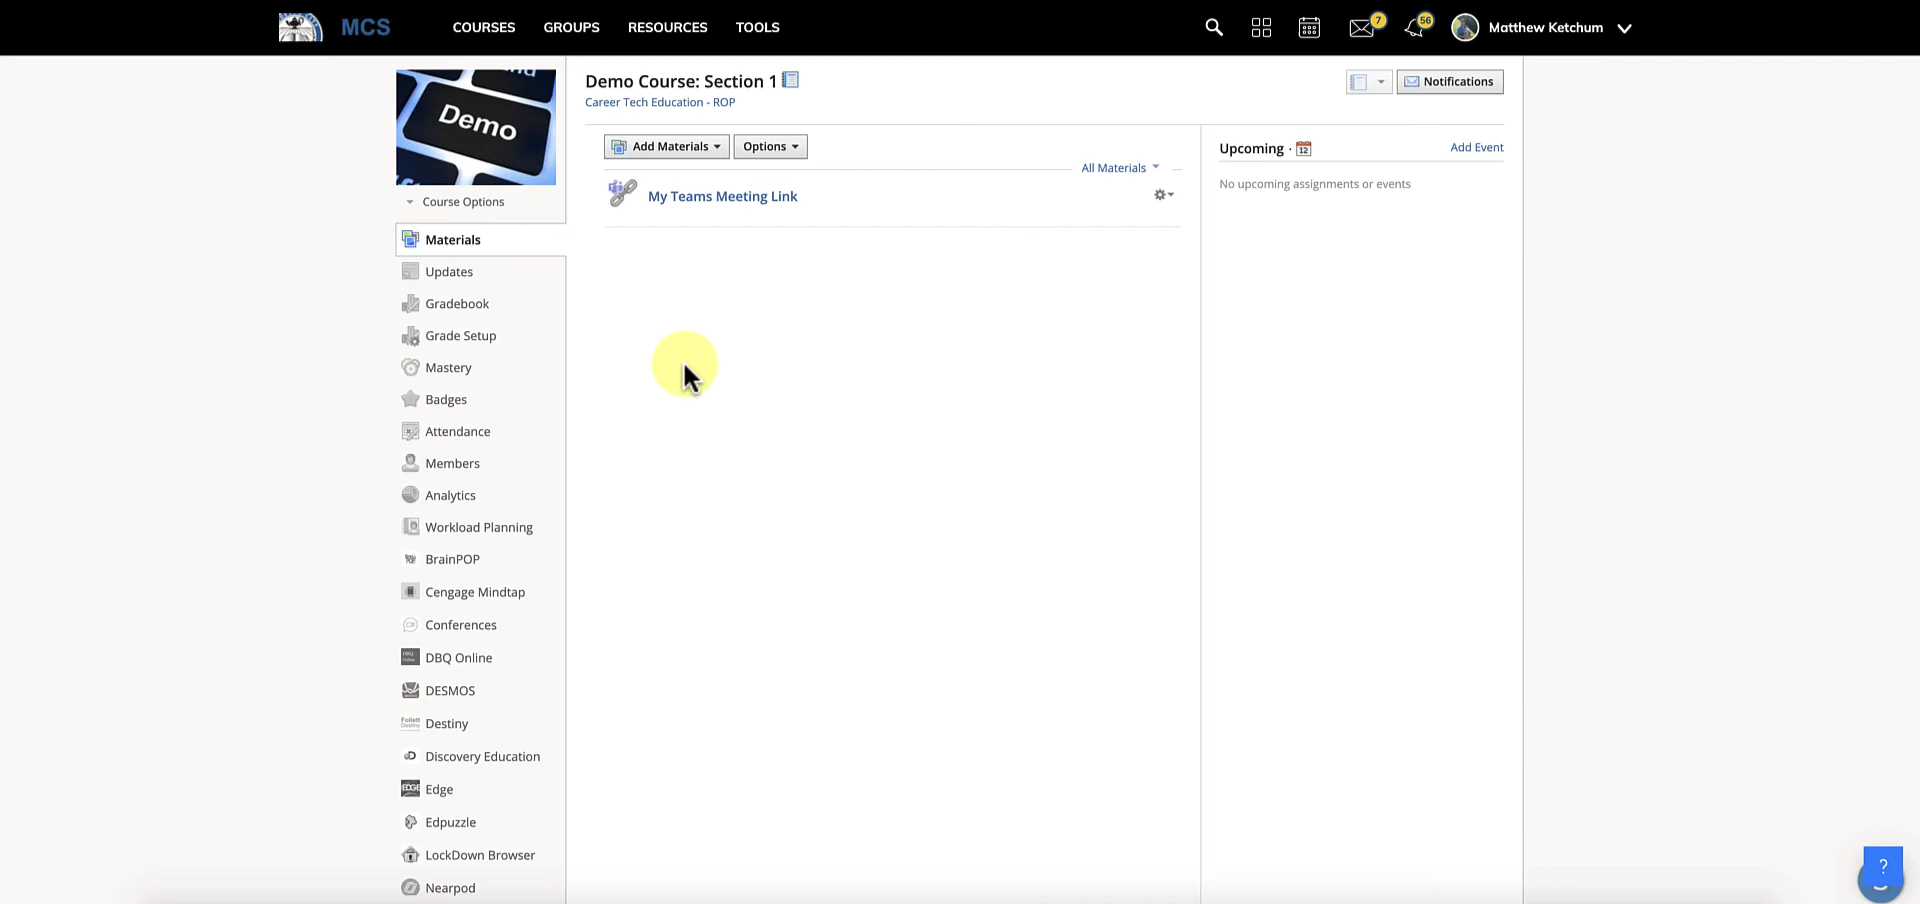 MCS
COURSES
GROUPS
RESOURCES
TOOLS
7
56
Matthew Ketchum
Demo
Demo Course: Section 1
Career Tech Education - ROP
Notifications
Course Options
Materials
Updates
Gradebook
Grade Setup
Mastery
Badges
Attendance
Members
Analytics
Workload Planning
BrainPOP
Cengage Mindtap
Conferences
DBQ Online
DESMOS
Destiny
Discovery Education
Edge
Edpuzzle
LockDown Browser
Nearpod
Add Materials
Options
All Materials
My Teams Meeting Link
Upcoming ·
12
Add Event
No upcoming assignments or events
?